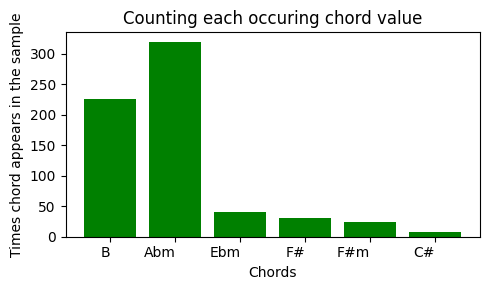 Counting each occuring chord value
Times chord appears in the sample
300
250
200
150
100
50
0
B Abm Ebm F# F#m C#
Chords